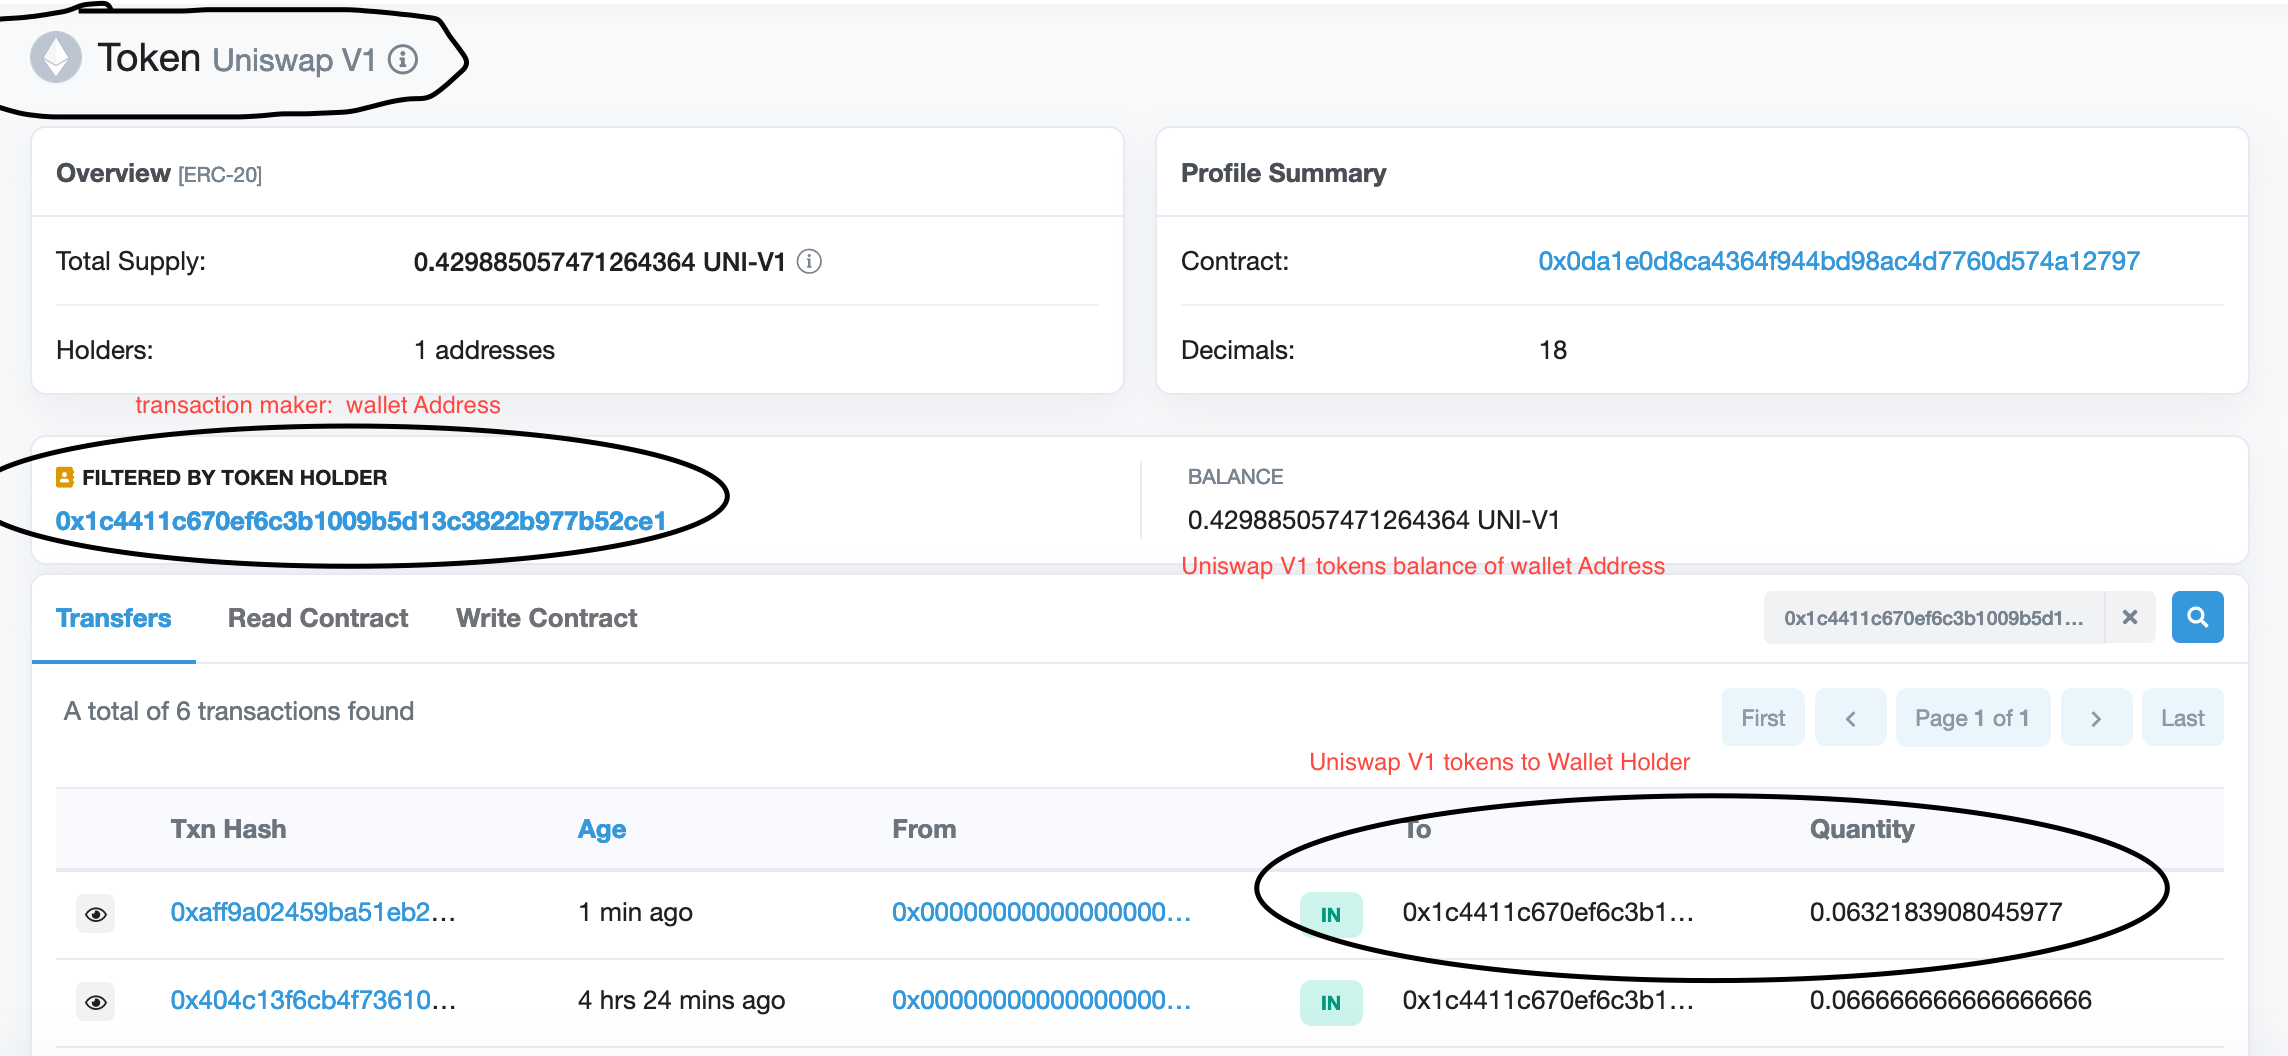 Token Uniswap V1
Overview [ERC-20]
Profile Summary
Total Supply: 0.429885057471264364 UNI-V1
Contract: 0x0da1e0d8ca4364f944bd98ac4d7760d574a12797
Holders: 1 addresses
Decimals: 18
transaction maker: wallet Address
FILTERED BY TOKEN HOLDER
0x1c4411c670ef6c3b1009b5d13c3822b977b52ce1
BALANCE
0.429885057471264364 UNI-V1
Uniswap V1 tokens balance of wallet Address
Transfers Read Contract Write Contract
0x1c4411c670ef6c3b1009b5d1...
A total of 6 transactions found
First Page 1 of 1 Last
Uniswap V1 tokens to Wallet Holder
Txn Hash Age From To Quantity
0xaff9a02459ba51eb2... 1 min ago 0x00000000000000000... IN 0x1c4411c670ef6c3b1... 0.0632183908045977
0x404c13f6cb4f73610... 4 hrs 24 mins ago 0x00000000000000000... IN 0x1c4411c670ef6c3b1... 0.066666666666666666